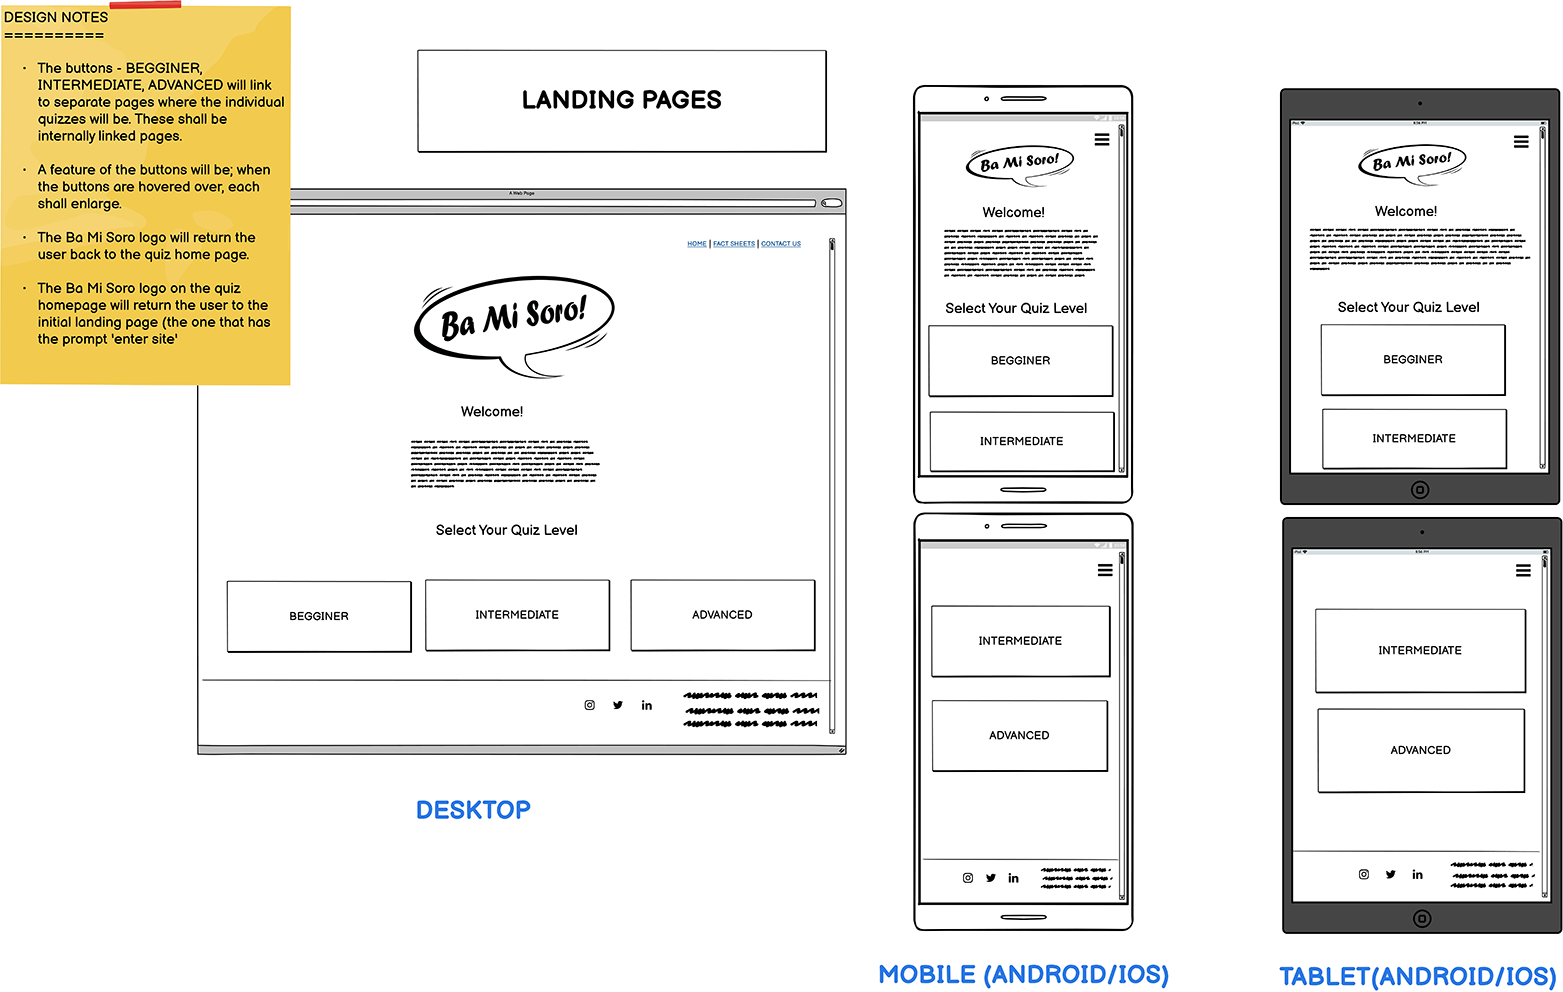 DESIGN NOTES
==========
· The buttons - BEGGINER,
INTERMEDIATE, ADVANCED will link
to separate pages where the individual
quizzes will be. These shall be
internally linked pages.
· A feature of the buttons will be; when
the buttons are hovered over, each
shall enlarge.
· The Ba Mi Soro logo will return the
user back to the quiz home page.
· The Ba Mi Soro logo on the quiz
homepage will return the user to the
initial landing page (the one that has
the prompt 'enter site'
LANDING PAGES
A Web Page
HOME | FACT SHEETS | CONTACT US
Ba Mi Soro!
Welcome!
Select Your Quiz Level
BEGGINER
INTERMEDIATE
ADVANCED
DESKTOP
Ba Mi Soro!
Welcome!
Select Your Quiz Level
BEGGINER
INTERMEDIATE
INTERMEDIATE
ADVANCED
MOBILE (ANDROID/IOS)
Ba Mi Soro!
Welcome!
Select Your Quiz Level
BEGGINER
INTERMEDIATE
INTERMEDIATE
ADVANCED
TABLET(ANDROID/IOS)